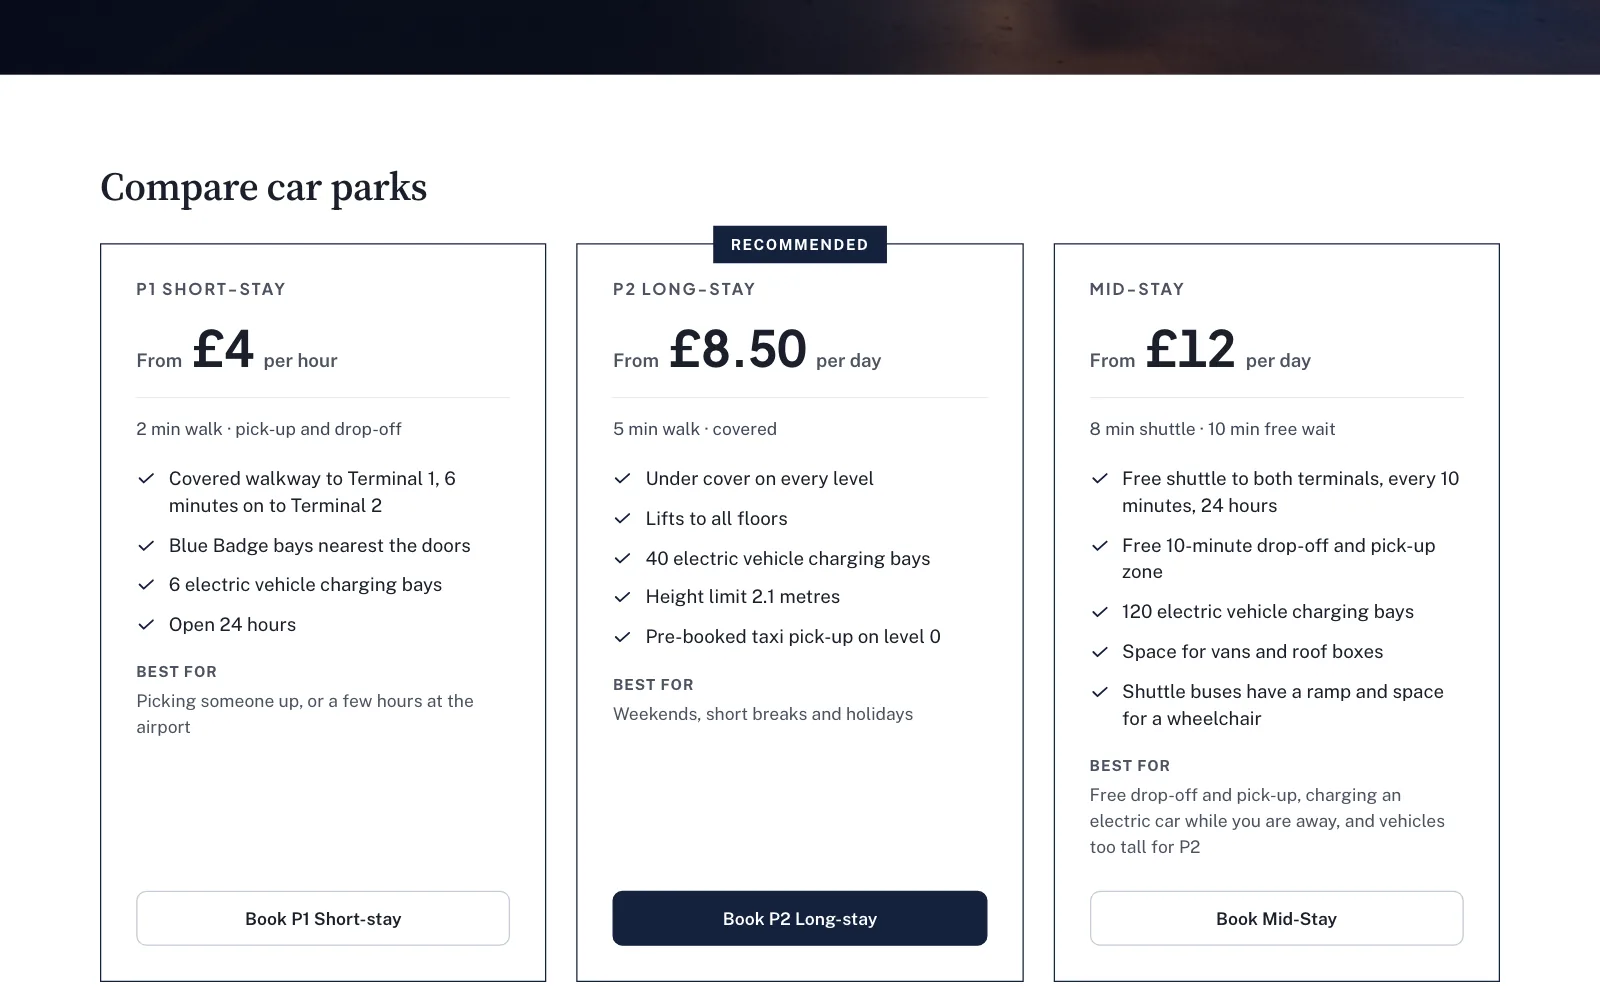 Compare car parks
P1 SHORT-STAY
From £4 per hour
2 min walk · pick-up and drop-off
Covered walkway to Terminal 1, 6
minutes on to Terminal 2
Blue Badge bays nearest the doors
6 electric vehicle charging bays
Open 24 hours
BEST FOR
Picking someone up, or a few hours at the
airport
Book P1 Short-stay
RECOMMENDED
P2 LONG-STAY
From £8.50 per day
5 min walk · covered
Under cover on every level
Lifts to all floors
40 electric vehicle charging bays
Height limit 2.1 metres
Pre-booked taxi pick-up on level 0
BEST FOR
Weekends, short breaks and holidays
Book P2 Long-stay
MID-STAY
From £12 per day
8 min shuttle · 10 min free wait
Free shuttle to both terminals, every 10
minutes, 24 hours
Free 10-minute drop-off and pick-up
zone
120 electric vehicle charging bays
Space for vans and roof boxes
Shuttle buses have a ramp and space
for a wheelchair
BEST FOR
Free drop-off and pick-up, charging an
electric car while you are away, and vehicles
too tall for P2
Book Mid-Stay